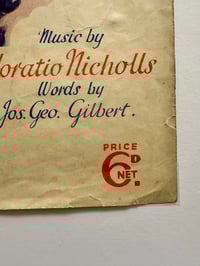 Music by
Horatio Nicholls
Words by
Jos. Geo. Gilbert.
PRICE
6D.
NET.